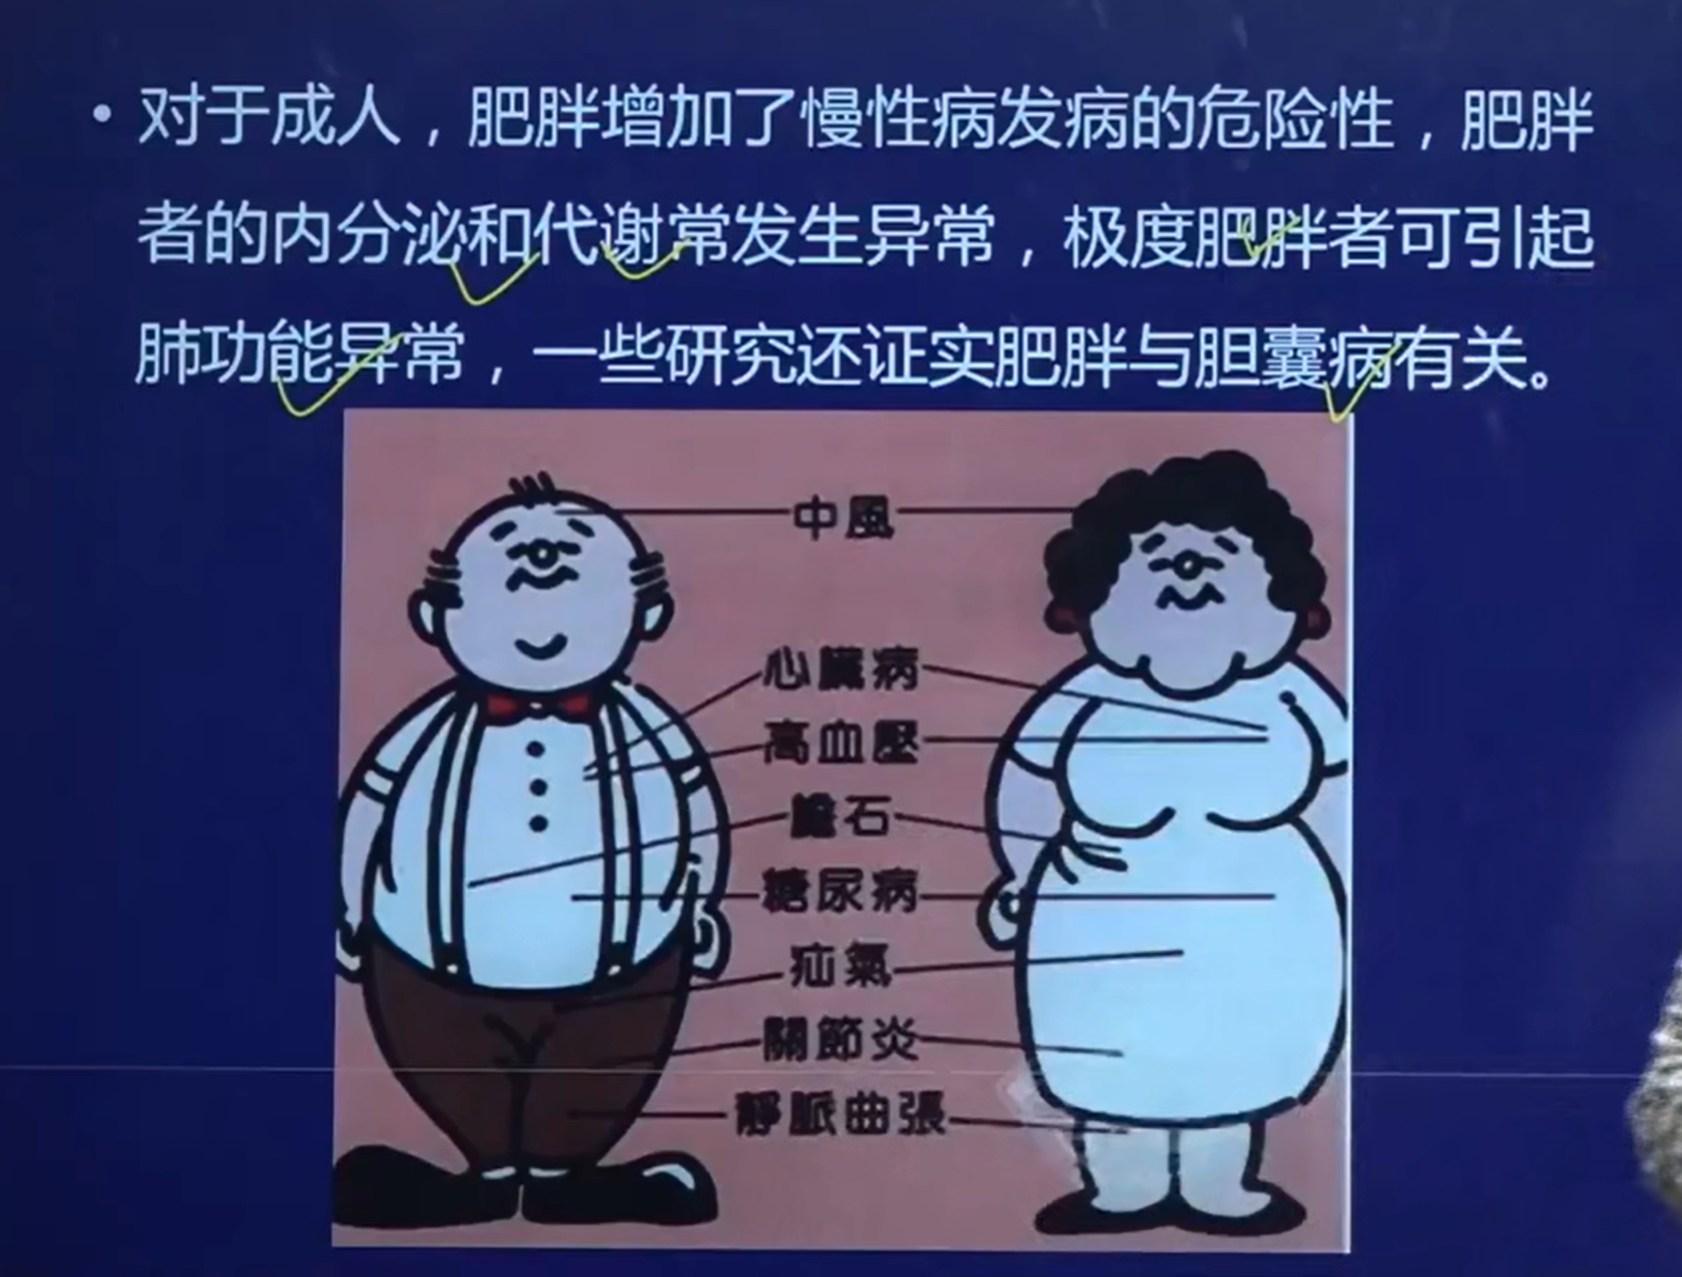 • 对于成人，肥胖增加了慢性病发病的危险性，肥胖
者的内分泌和代谢常发生异常，极度肥胖者可引起
肺功能异常，一些研究还证实肥胖与胆囊病有关。
中風
心臟病
高血壓
膽石
糖尿病
疝氣
關節炎
靜脈曲張